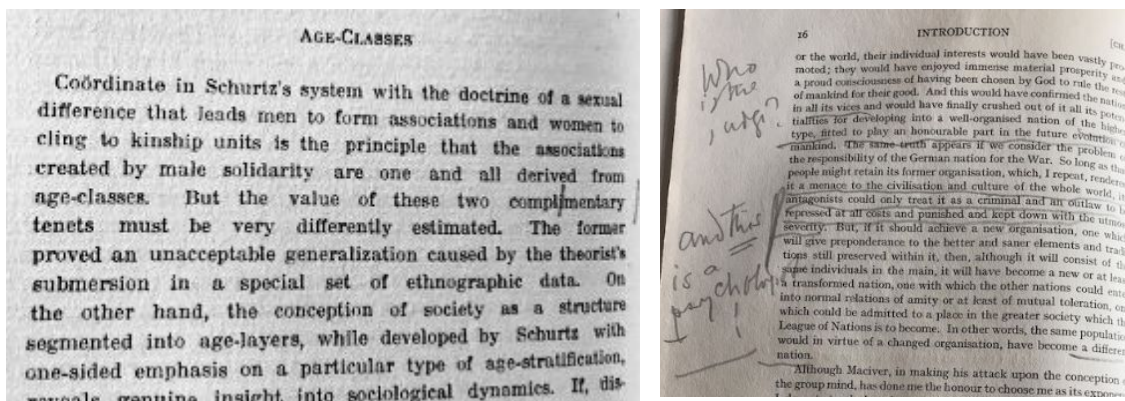 AGE-CLASSES
Coördinate in Schurtz's system with the doctrine of a sexual
difference that leads men to form associations and women to
cling to kinship units is the principle that the associations
created by male solidarity are one and all derived from
age-classes. But the value of these two complimentary
tenets must be very differently estimated. The former
proved an unacceptable generalization caused by the theorist's
submersion in a special set of ethnographic data. On
the other hand, the conception of society as a structure
segmented into age-layers, while developed by Schurtz with
one-sided emphasis on a particular type of age-stratification,
reveals genuine insight into sociological dynamics. If, dis-
16 INTRODUCTION [CH.
or the world, their individual interests would have been vastly pro-
moted; they would have enjoyed immense material prosperity and
a proud consciousness of having been chosen by God to rule the rest
of mankind for their good. And this would have confirmed the nation
in all its vices and would have finally crushed out of it all its poten-
tialities for developing into a well-organised nation of the higher
type, fitted to play an honourable part in the future evolution of
mankind. The same truth appears if we consider the problem of
the responsibility of the German nation for the War. So long as that
people might retain its former organisation, which, I repeat, rendered
it a menace to the civilisation and culture of the whole world, its
antagonists could only treat it as a criminal and an outlaw to be
repressed at all costs and punished and kept down with the utmost
severity. But, if it should achieve a new organisation, one which
will give preponderance to the better and saner elements and tradi-
tions still preserved within it, then, although it will consist of the
same individuals in the main, it will have become a new or at least
a transformed nation, one with which the other nations could enter
into normal relations of amity or at least of mutual toleration, one
which could be admitted to a place in the greater society which the
League of Nations is to become. In other words, the same population
would in virtue of a changed organisation, have become a different
nation.
Although Maciver, in making his attack upon the conception of
the group mind, has done me the honour to choose me as its exponent
Who
is the
judge?
and this
is a
psychologist
!